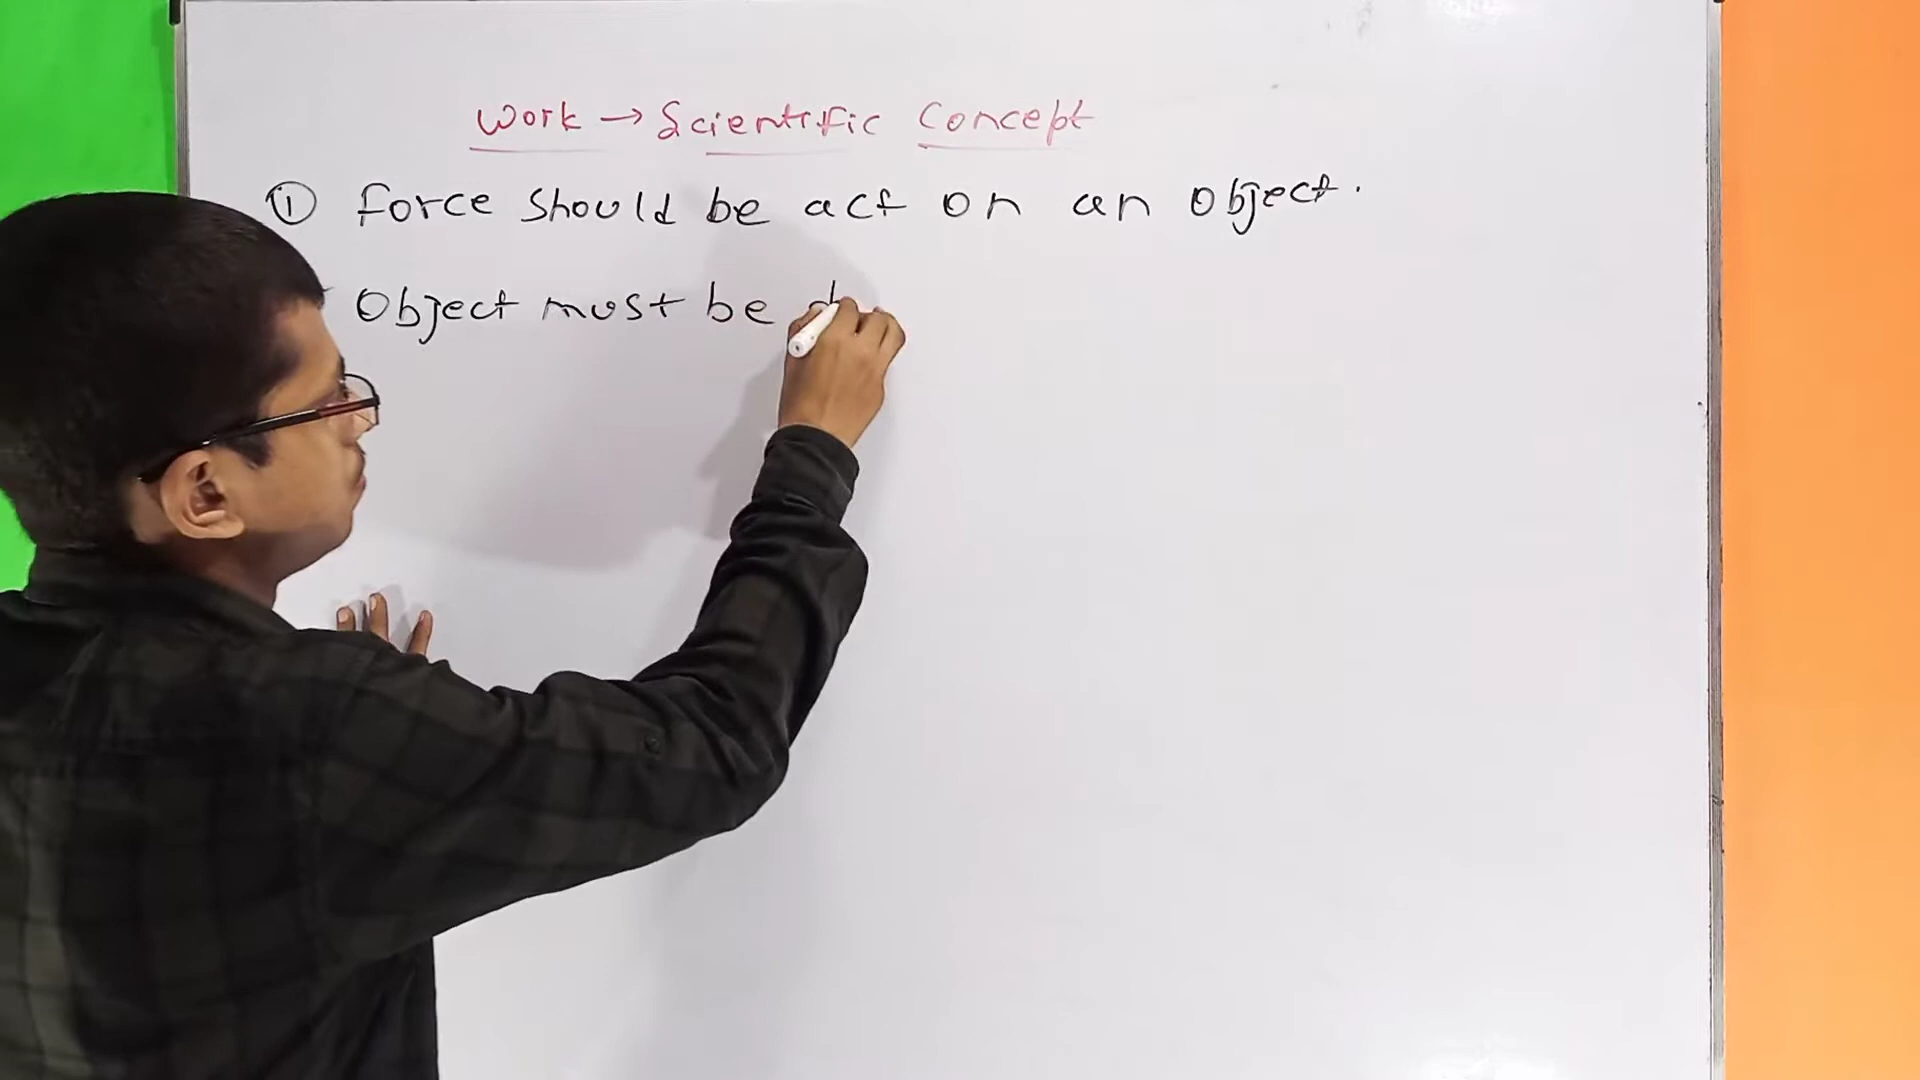 Work → Scientific Concept
① force should be act on an object.
Object must be d